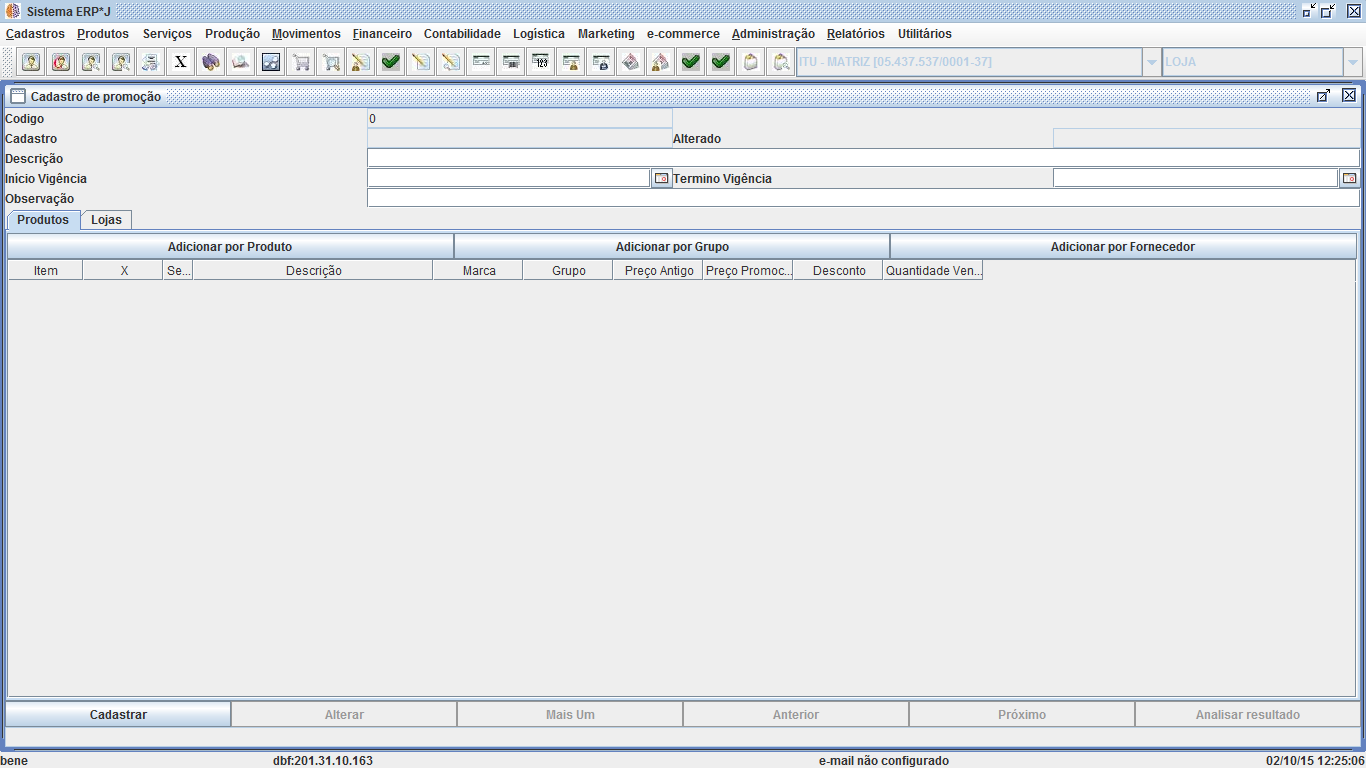 Sistema ERP*J
Cadastros Produtos Serviços Produção Movimentos Financeiro Contabilidade Logística Marketing e-commerce Administração Relatórios Utilitários
X 123 ITU - MATRIZ [05.437.537/0001-37] LOJA
Cadastro de promoção
Codigo 0
Cadastro Alterado
Descrição
Início Vigência Termino Vigência
Observação
Produtos Lojas
Adicionar por Produto Adicionar por Grupo Adicionar por Fornecedor
Item X Se... Descrição Marca Grupo Preço Antigo Preço Promoc... Desconto Quantidade Ven...
Cadastrar Alterar Mais Um Anterior Próximo Analisar resultado
bene dbf:201.31.10.163 e-mail não configurado 02/10/15 12:25:06